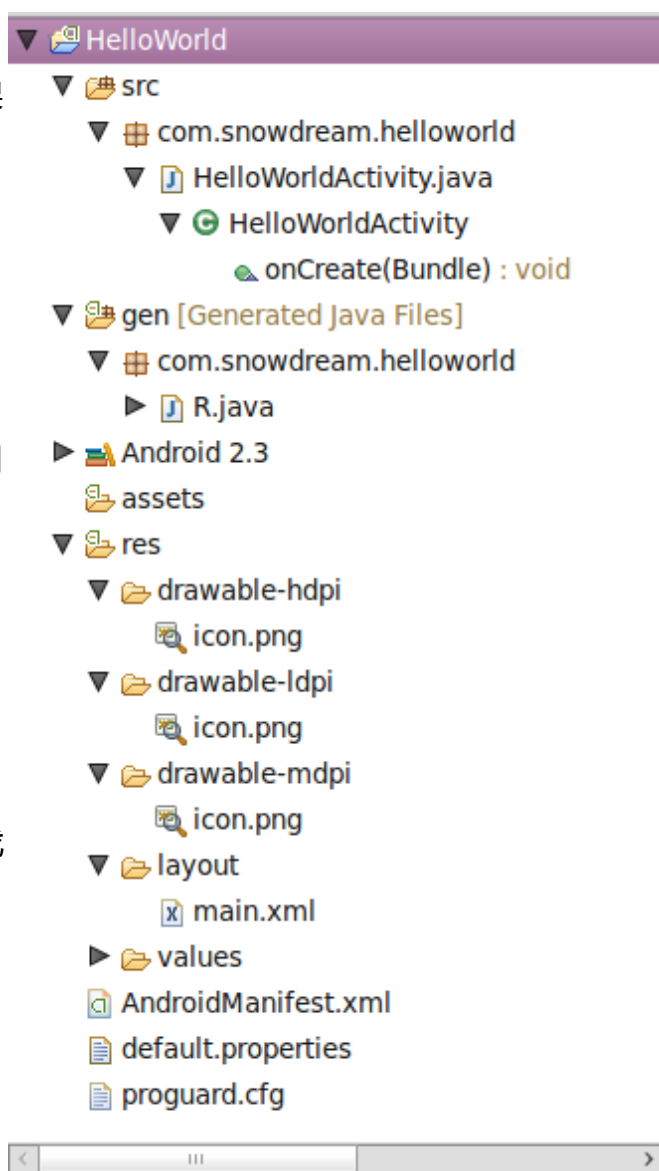 HelloWorld
src
com.snowdream.helloworld
HelloWorldActivity.java
HelloWorldActivity
onCreate(Bundle) : void
gen [Generated Java Files]
com.snowdream.helloworld
R.java
Android 2.3
assets
res
drawable-hdpi
icon.png
drawable-ldpi
icon.png
drawable-mdpi
icon.png
layout
main.xml
values
AndroidManifest.xml
default.properties
proguard.cfg